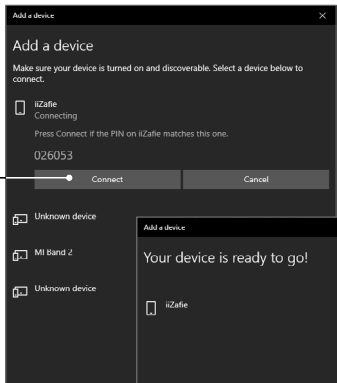 Add a device
Add a device
Make sure your device is turned on and discoverable. Select a device below to
connect.
iiZafie
Connecting
Press Connect if the PIN on iiZafie matches this one.
026053
Connect
Cancel
Unknown device
MI Band 2
Unknown device
Add a device
Your device is ready to go!
iiZafie